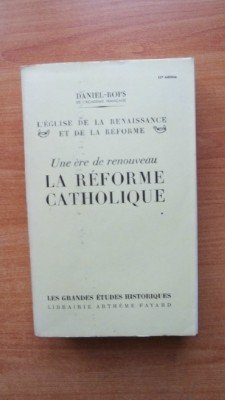 DANIEL-ROPS
DE L'ACADÉMIE FRANÇAISE
L'ÉGLISE DE LA RENAISSANCE
ET DE LA RÉFORME
Une ère de renouveau
LA RÉFORME
CATHOLIQUE
LES GRANDES ÉTUDES HISTORIQUES
LIBRAIRIE ARTHÈME FAYARD